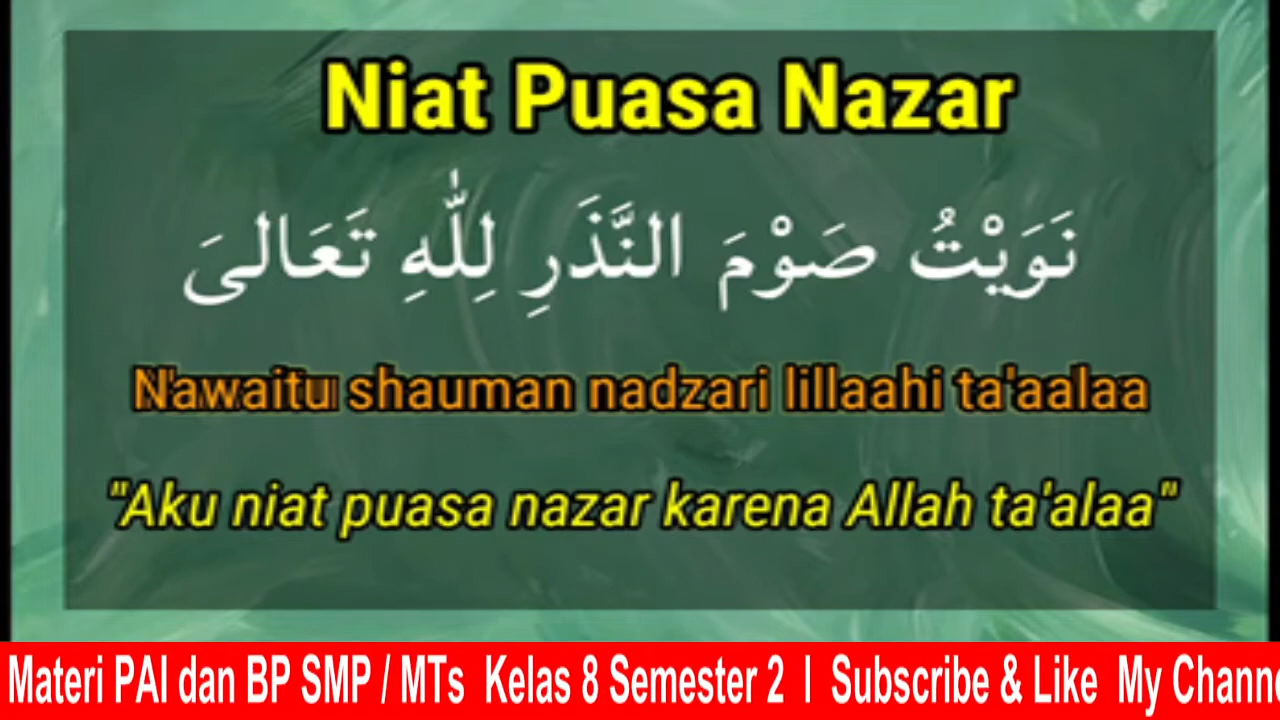 Niat Puasa Nazar
نَوَيْتُ صَوْمَ النَّذَرِ لِلّٰهِ تَعَالىَ
Nawaitu shauman nadzari lillaahi ta'aalaa
"Aku niat puasa nazar karena Allah ta'alaa"
Materi PAI dan BP SMP / MTs Kelas 8 Semester 2 I Subscribe & Like My Channe